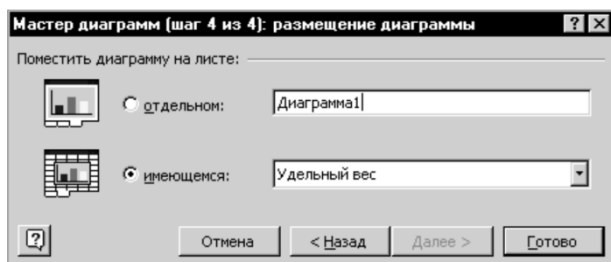 Мастер диаграмм (шаг 4 из 4): размещение диаграммы
Поместить диаграмму на листе:
отдельном: Диаграмма1
имеющемся: Удельный вес
Отмена < Назад Далее > Готово